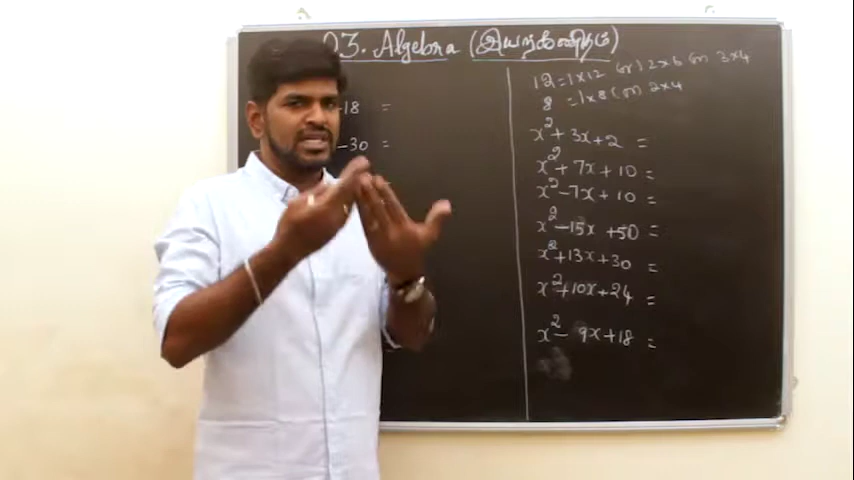 03. Algebra (இயற்கணிதம்)
-18 =
-30 =
12 = 1x12 (or) 2x6 (or) 3x4
8 = 1x8 (or) 2x4
x² + 3x + 2 =
x² + 7x + 10 =
x² - 7x + 10 =
x² - 15x + 50 =
x² + 13x + 30 =
x² + 10x + 24 =
x² - 9x + 18 =